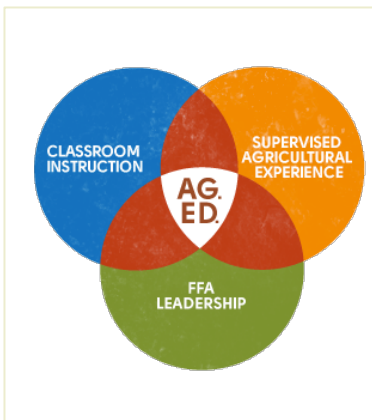 CLASSROOM
INSTRUCTION
SUPERVISED
AGRICULTURAL
EXPERIENCE
AG.
ED.
FFA
LEADERSHIP